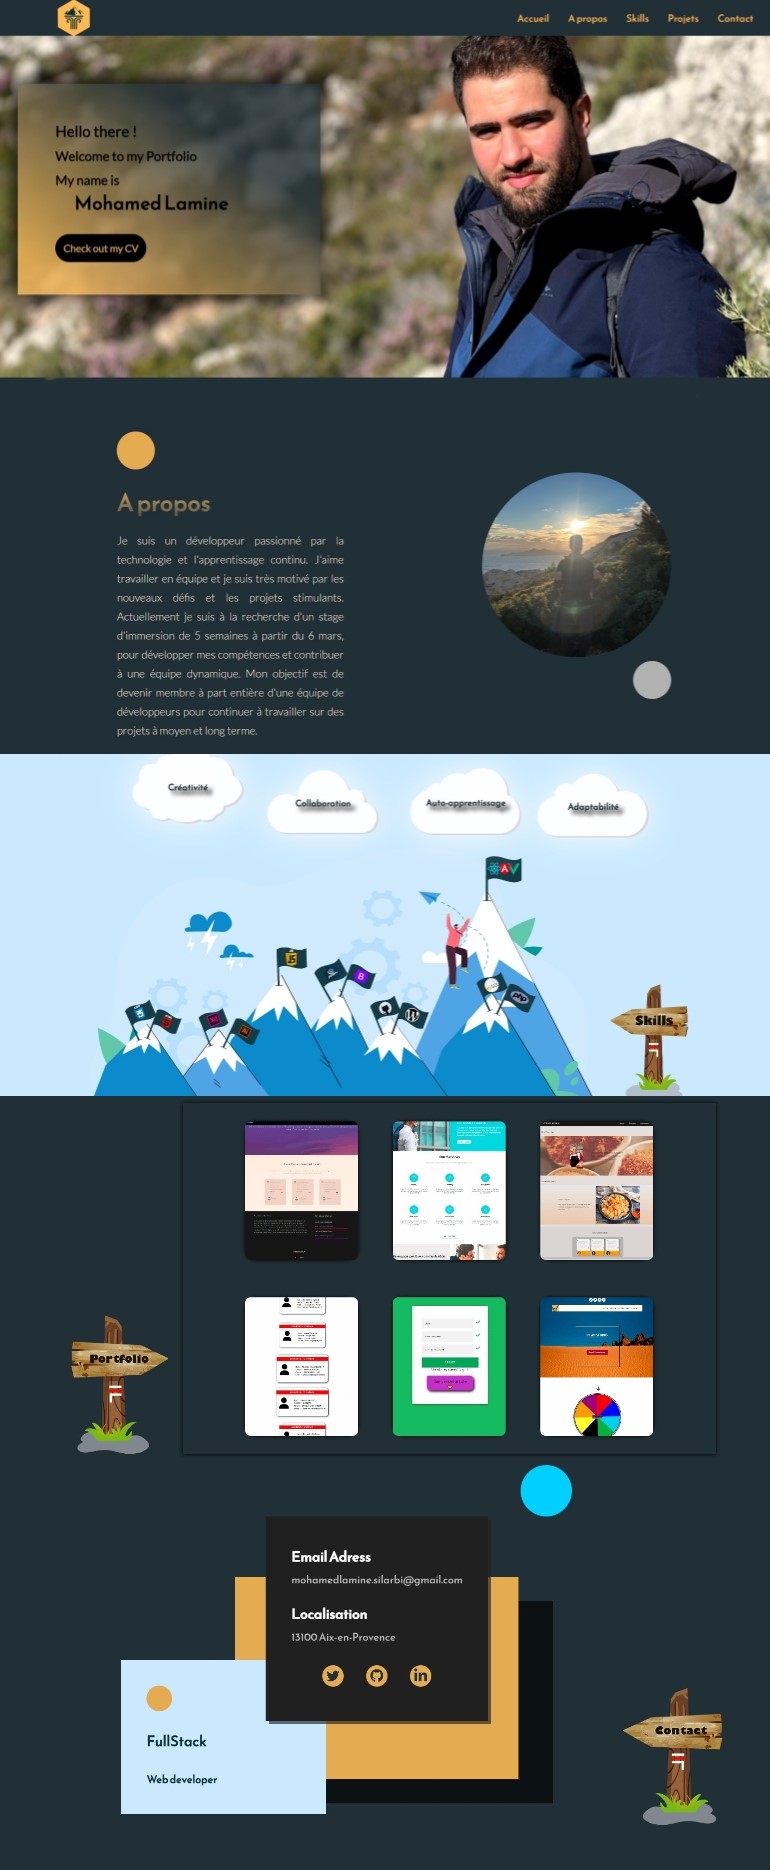 Accueil A propos Skills Projets Contact
Hello there !
Welcome to my Portfolio
My name is
Mohamed Lamine
Check out my CV
A propos
Je suis un développeur passionné par la
technologie et l'apprentissage continu. J'aime
travailler en équipe et je suis très motivé par les
nouveaux défis et les projets stimulants.
Actuellement je suis à la recherche d'un stage
d'immersion de 5 semaines à partir du 6 mars,
pour développer mes compétences et contribuer
à une équipe dynamique. Mon objectif est de
devenir membre à part entière d'une équipe de
développeurs pour continuer à travailler sur des
projets à moyen et long terme.
Créativité
Collaboration
Auto-apprentissage
Adaptabilité
JS
B
php
Skills
Portfolio
Email Adress
mohamedlamine.silarbi@gmail.com
Localisation
13100 Aix-en-Provence
FullStack
Web developer
Contact